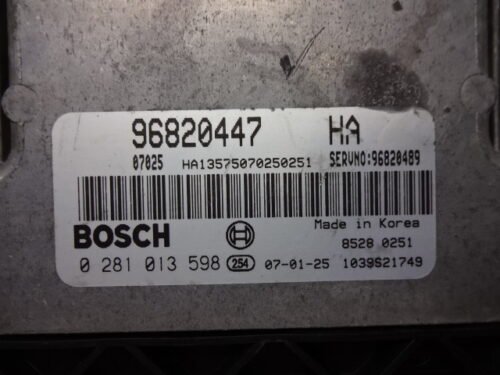 96820447 HA
07025 HA13575070250251 SERVNO:96820489
Made in Korea
BOSCH 8528 0251
0 281 013 598 254 07-01-25 1039S21749